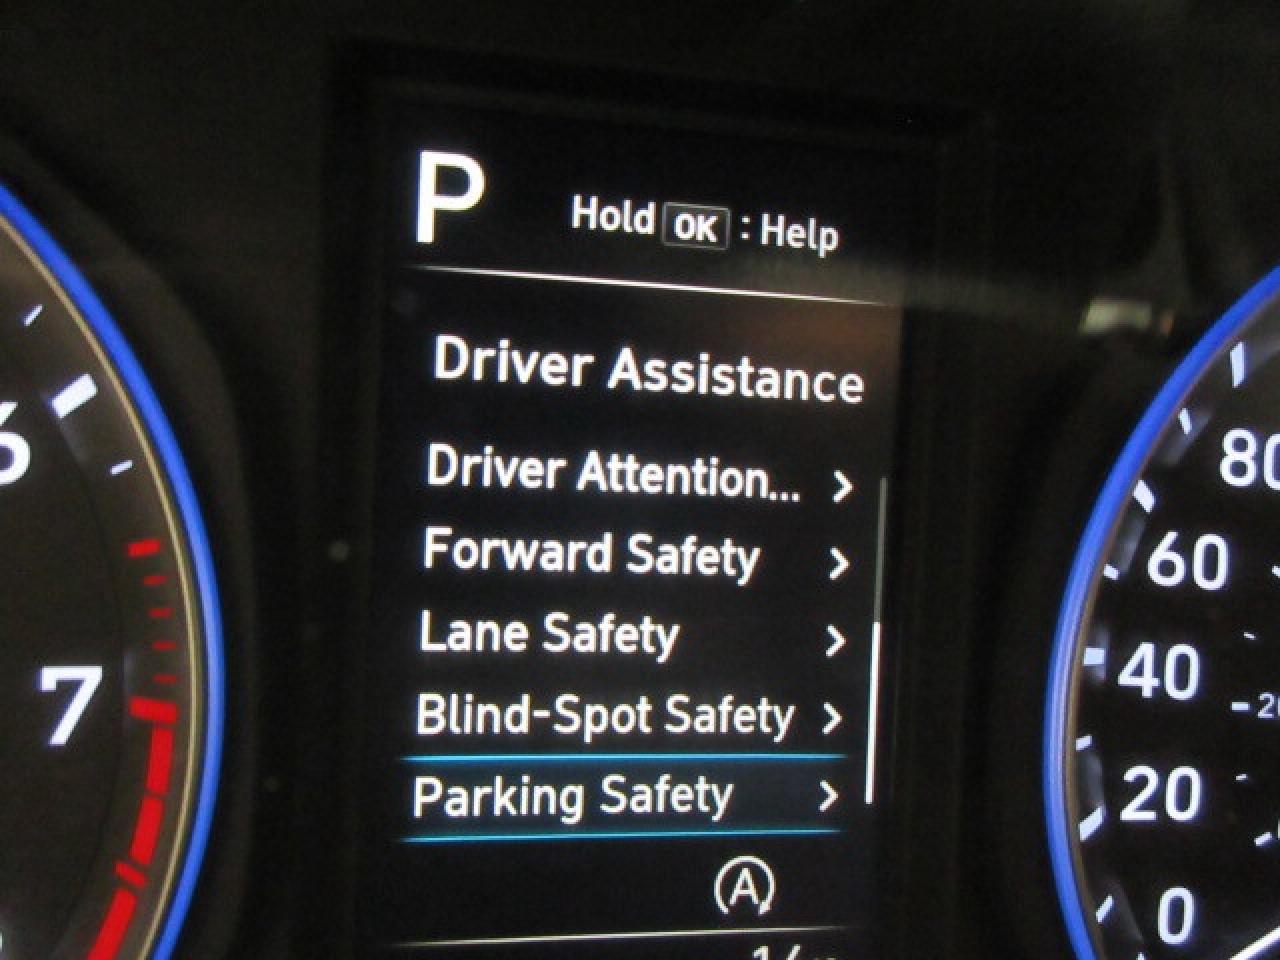 P
Hold OK : Help
Driver Assistance
Driver Attention... >
Forward Safety >
Lane Safety >
Blind-Spot Safety >
Parking Safety >
A
6
7
80
60
40
20
0